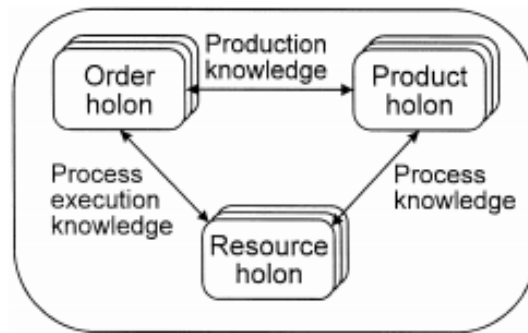 Order
holon
Production
knowledge
Product
holon
Process
execution
knowledge
Process
knowledge
Resource
holon